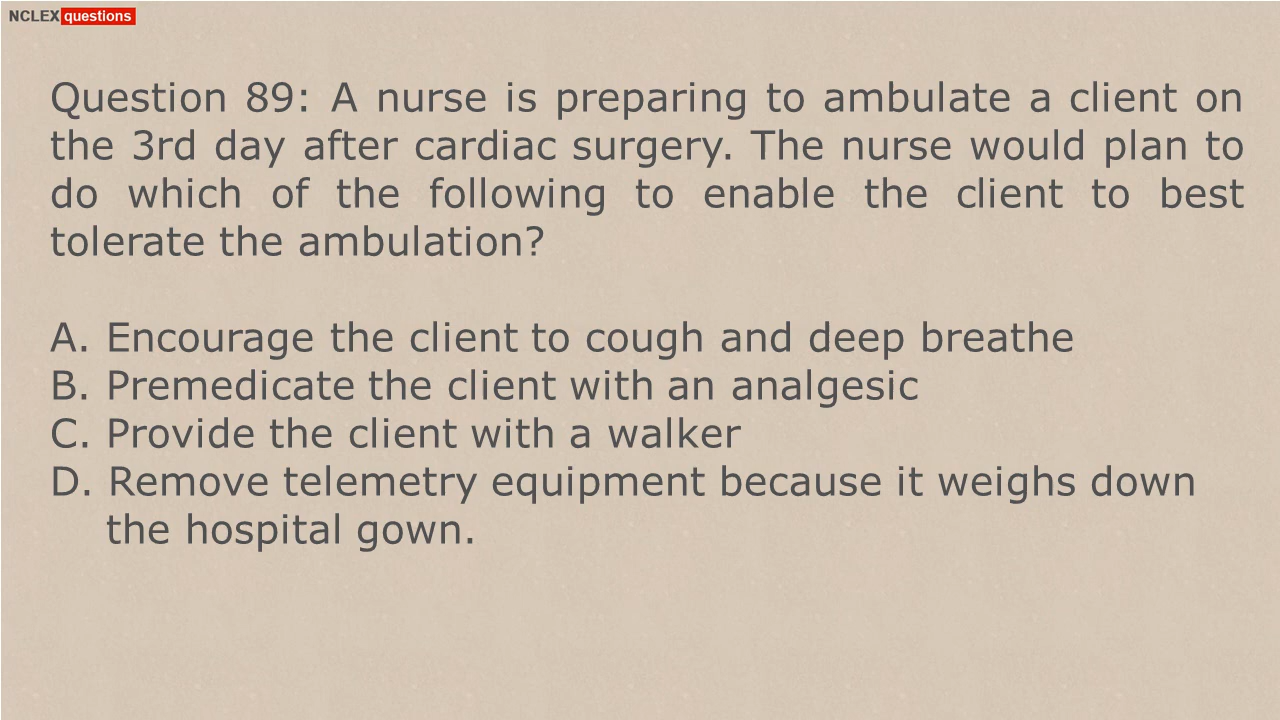 NCLEX questions
Question 89: A nurse is preparing to ambulate a client on
the 3rd day after cardiac surgery. The nurse would plan to
do which of the following to enable the client to best
tolerate the ambulation?
A. Encourage the client to cough and deep breathe
B. Premedicate the client with an analgesic
C. Provide the client with a walker
D. Remove telemetry equipment because it weighs down
the hospital gown.